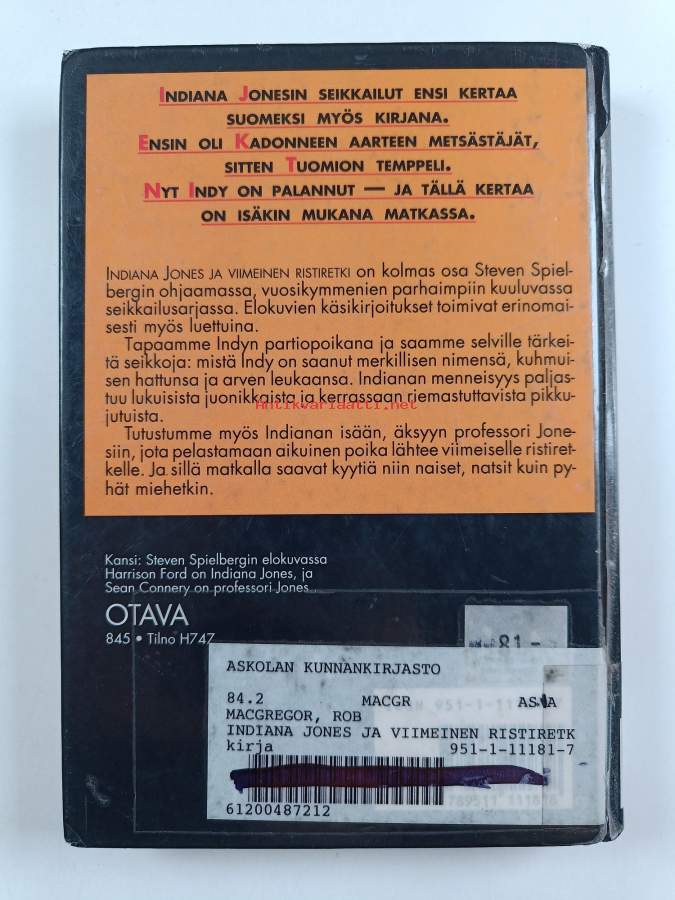 INDIANA JONESIN SEIKKAILUT ENSI KERTAA
SUOMEKSI MYÖS KIRJANA.
ENSIN OLI KADONNEEN AARTEEN METSÄSTÄJÄT,
SITTEN TUOMION TEMPPELI.
NYT INDY ON PALANNUT — JA TÄLLÄ KERTAA
ON ISÄKIN MUKANA MATKASSA.
INDIANA JONES JA VIIMEINEN RISTIRETKI on kolmas osa Steven Spiel-
bergin ohjaamassa, vuosikymmenien parhaimpiin kuuluvassa
seikkailusarjassa. Elokuvien käsikirjoitukset toimivat erinomai-
sesti myös luettuina.
Tapaamme Indyn partiopoikana ja saamme selville tärkei-
tä seikkoja: mistä Indy on saanut merkillisen nimensä, kuhmui-
sen hattunsa ja arven leukaansa. Indianan menneisyys paljas-
tuu lukuisista juonikkaista ja kerrassaan riemastuttavista pikku-
jutuista.
Antikvariaatti.net
Tutustumme myös Indianan isään, äksyyn professori Jone-
siin, jota pelastamaan aikuinen poika lähtee viimeiselle ristiret-
kelle. Ja sillä matkalla saavat kyytiä niin naiset, natsit kuin py-
hät miehetkin.
Kansi: Steven Spielbergin elokuvassa
Harrison Ford on Indiana Jones, ja
Sean Connery on professori Jones.
OTAVA
845 • Tilno H747
81-
ASKOLAN KUNNANKIRJASTO
84.2 MACGR AS A
MACGREGOR, ROB
INDIANA JONES JA VIIMEINEN RISTIRETK
kirja 951-1-11181-7
61200487212